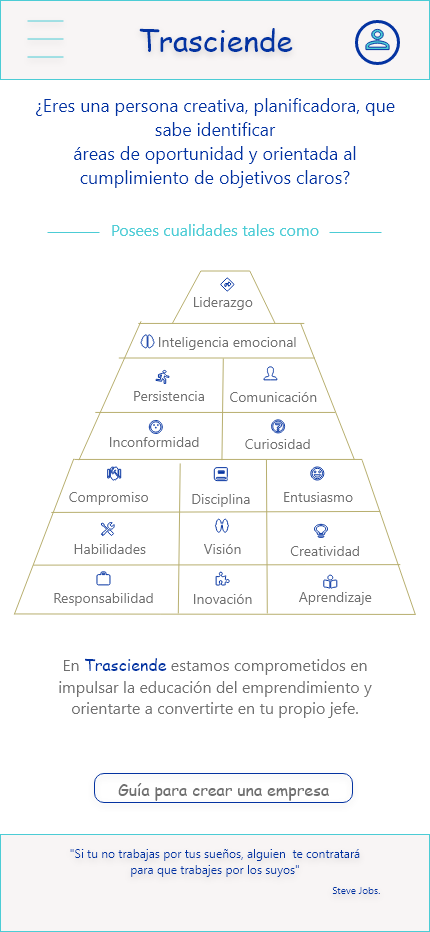 Trasciende
¿Eres una persona creativa, planificadora, que
sabe identificar
áreas de oportunidad y orientada al
cumplimiento de objetivos claros?
Posees cualidades tales como
Liderazgo
Inteligencia emocional
Persistencia Comunicación
Inconformidad Curiosidad
Compromiso Disciplina Entusiasmo
Habilidades Visión Creatividad
Responsabilidad Inovación Aprendizaje
En Trasciende estamos comprometidos en
impulsar la educación del emprendimiento y
orientarte a convertirte en tu propio jefe.
Guía para crear una empresa
"Si tu no trabajas por tus sueños, alguien te contratará
para que trabajes por los suyos"
Steve Jobs.